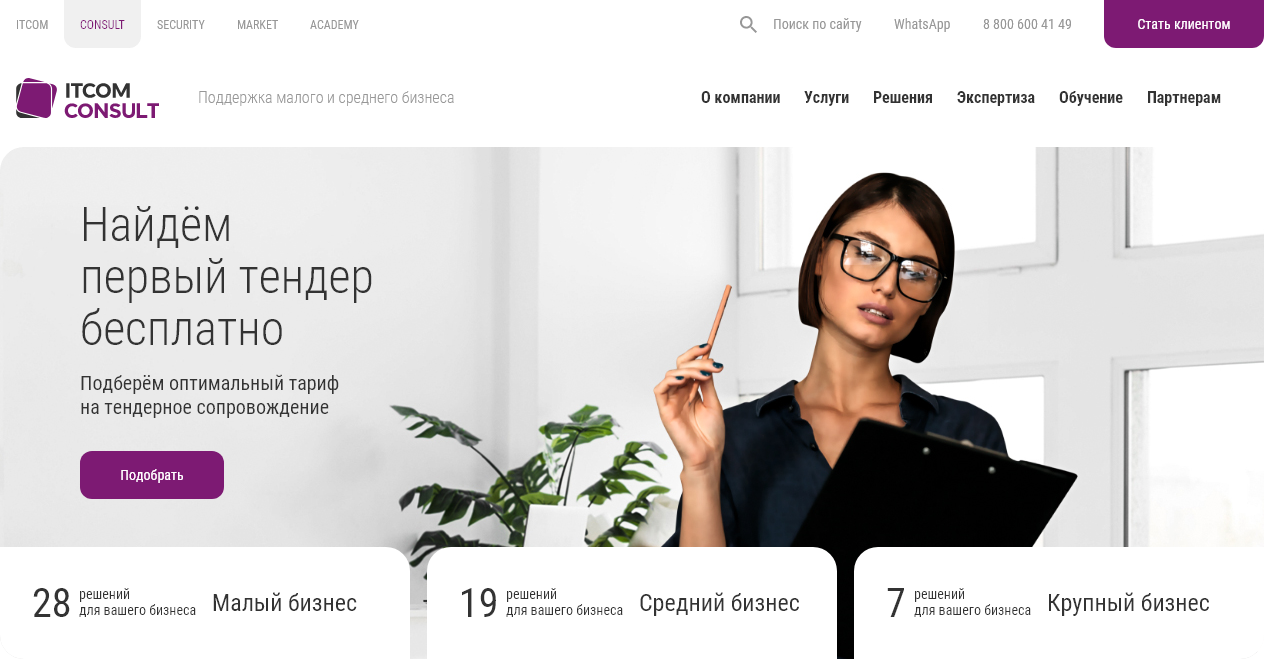 ITCOM CONSULT SECURITY MARKET ACADEMY Поиск по сайту WhatsApp 8 800 600 41 49 Стать клиентом
ITCOM
CONSULT
Поддержка малого и среднего бизнеса
О компании Услуги Решения Экспертиза Обучение Партнерам
Найдём
первый тендер
бесплатно
Подберём оптимальный тариф
на тендерное сопровождение
Подобрать
28 решений
для вашего бизнеса
Малый бизнес
19 решений
для вашего бизнеса
Средний бизнес
7 решений
для вашего бизнеса
Крупный бизнес